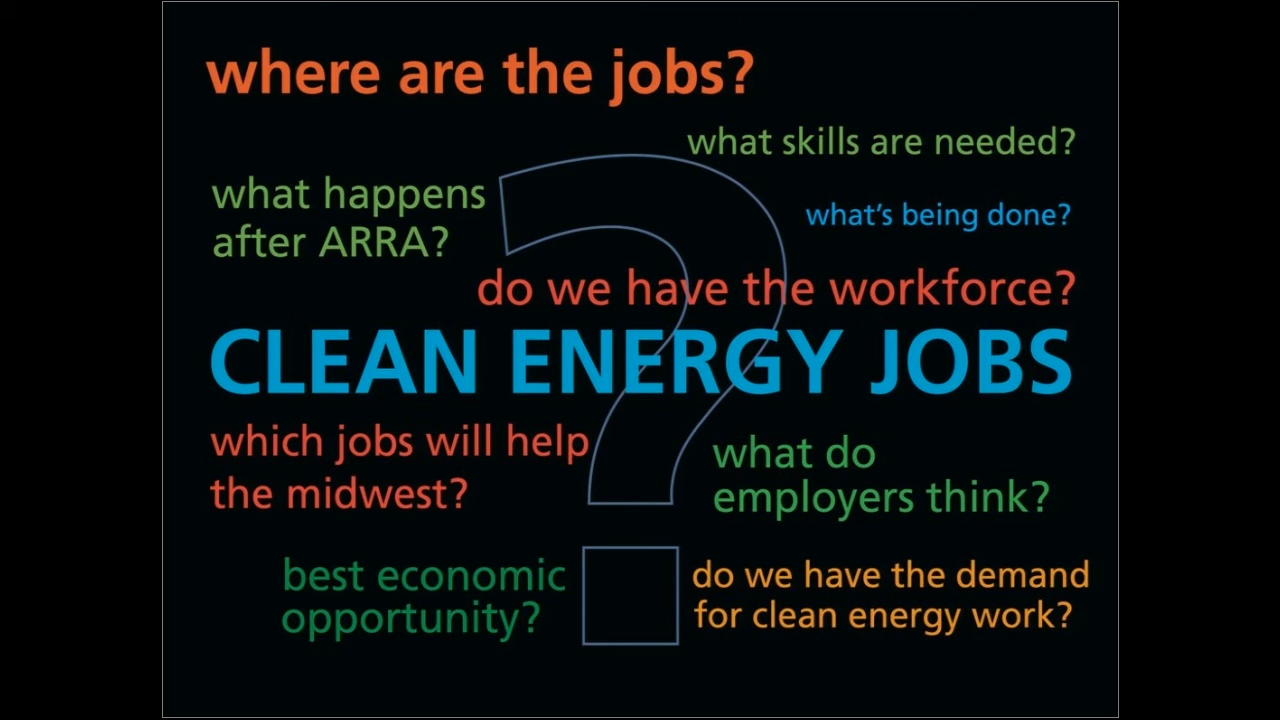 where are the jobs?
what skills are needed?
what happens
after ARRA?
what's being done?
do we have the workforce?
CLEAN ENERGY JOBS
which jobs will help
the midwest?
what do
employers think?
best economic
opportunity?
do we have the demand
for clean energy work?